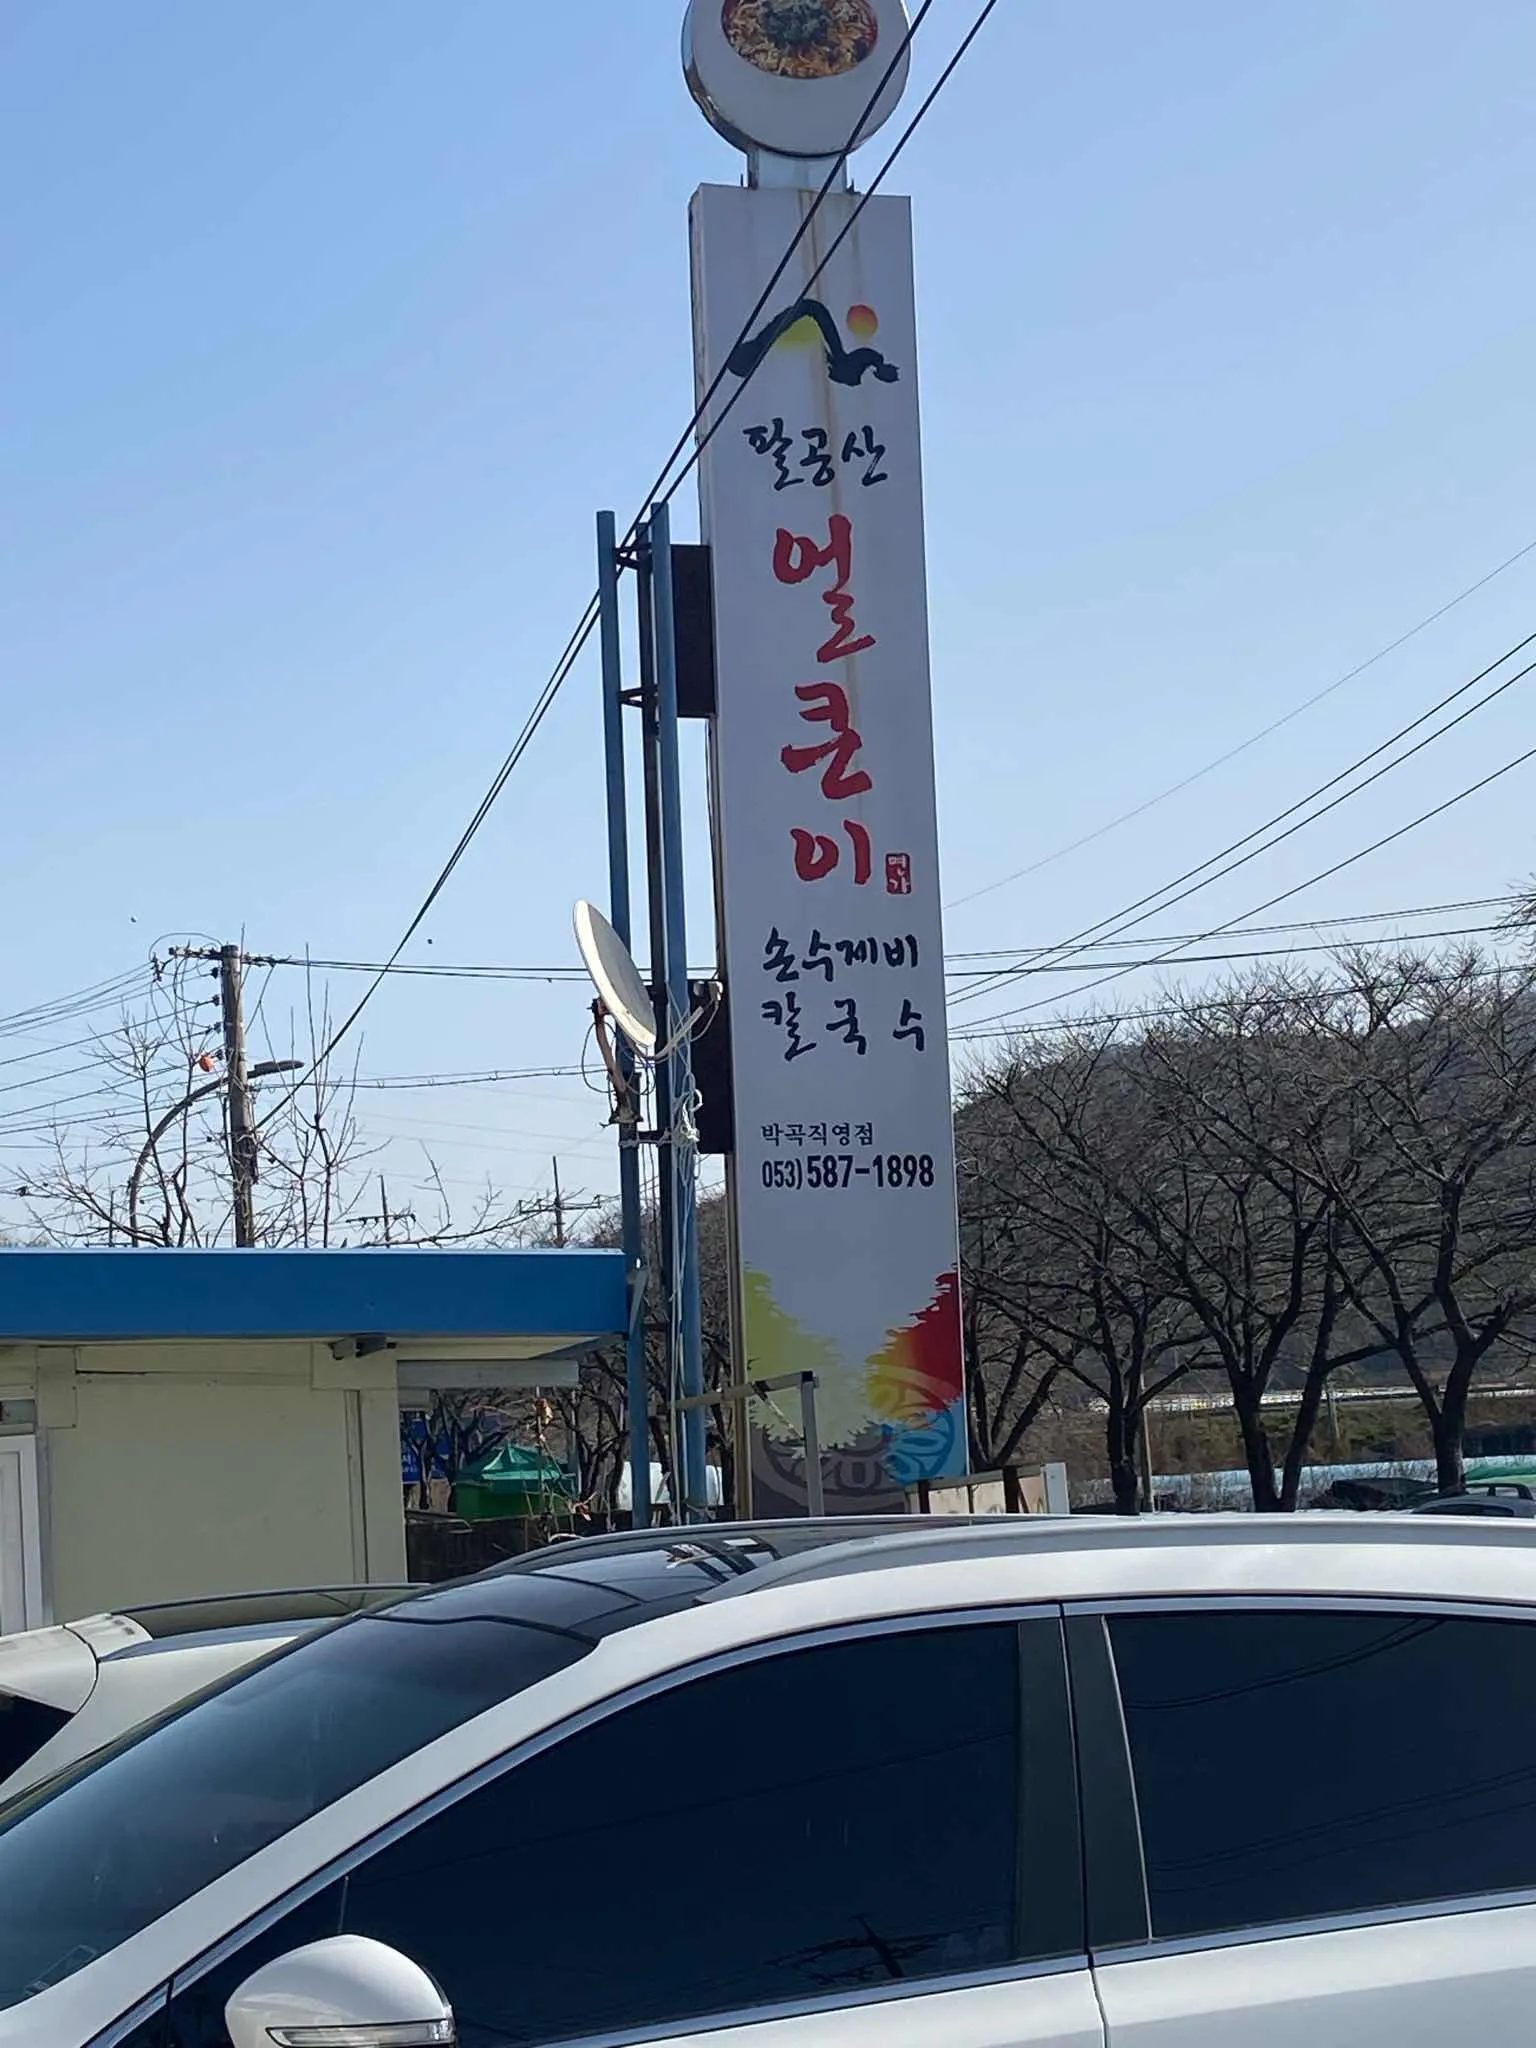 팔공산
얼큰이
면가
손수제비
칼국수
박곡직영점
053)587-1898